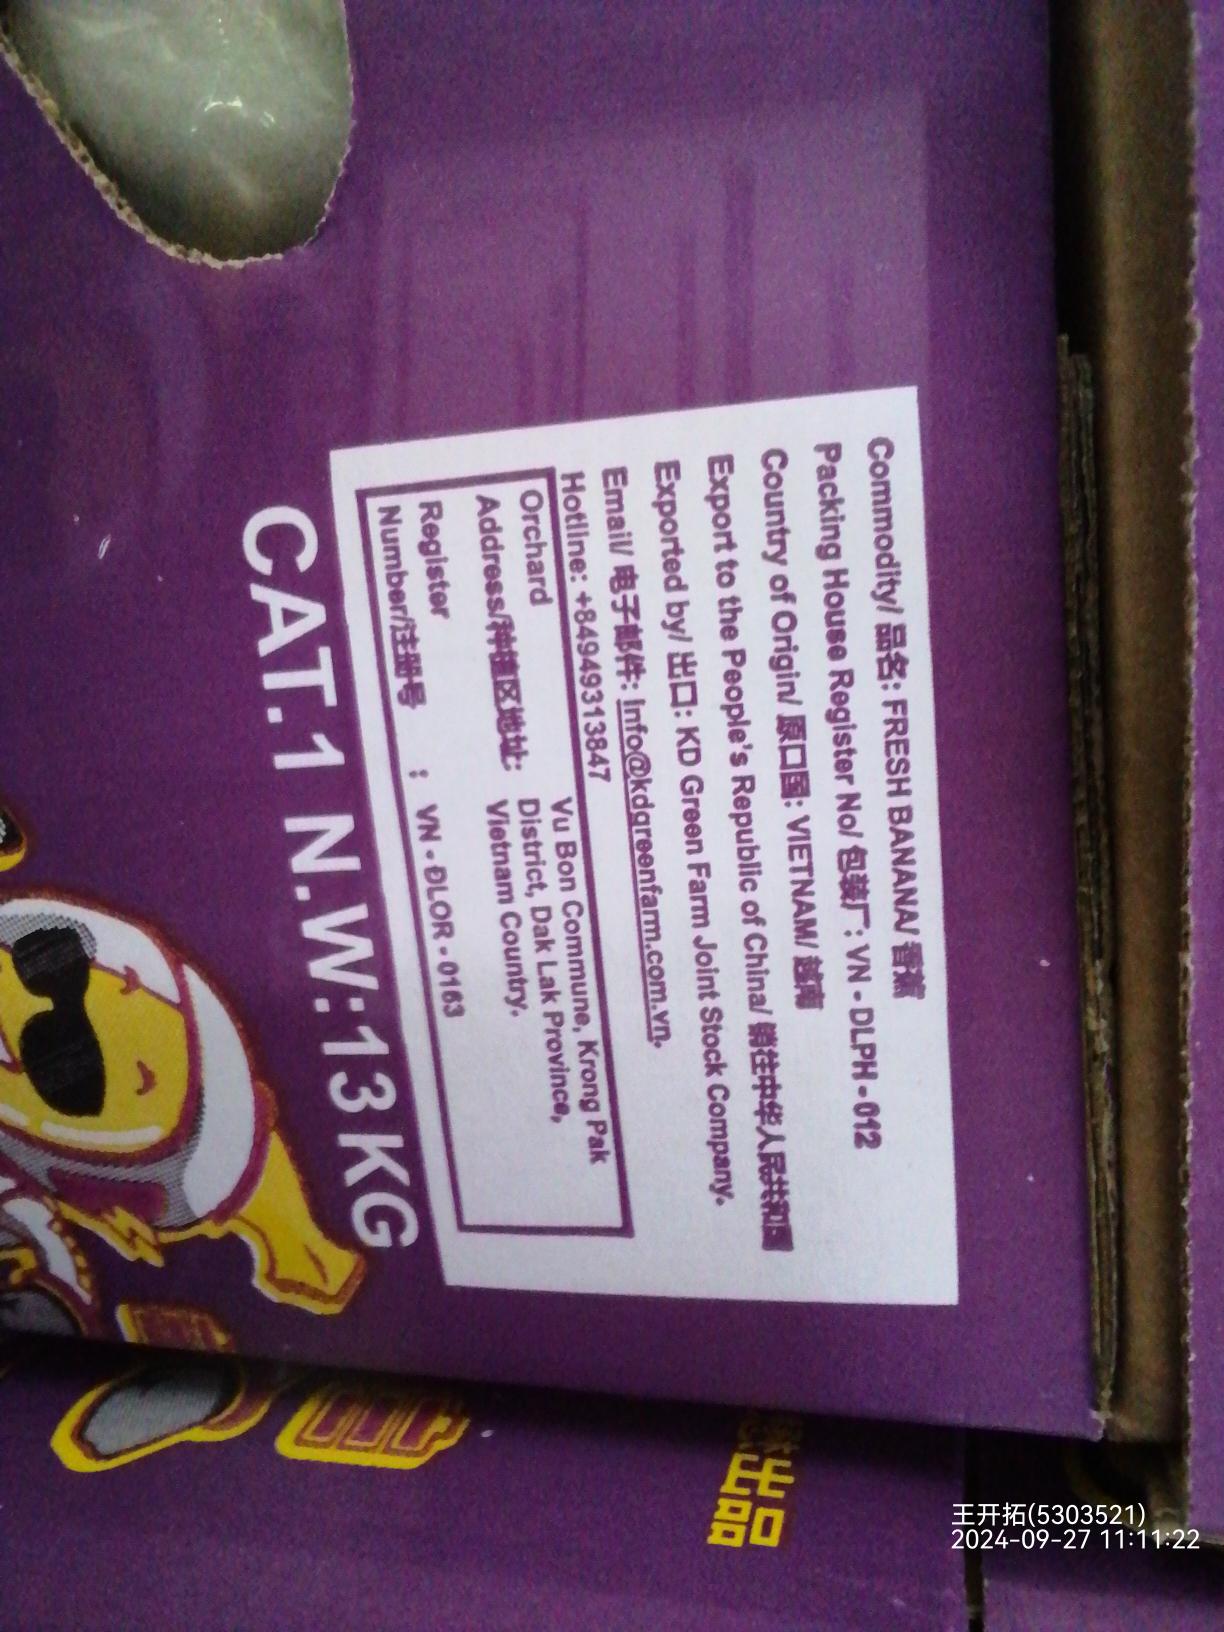 Commodity/ 品名: FRESH BANANA/ 香蕉
Packing House Register No/ 包装厂: VN - DLPH - 012
Country of Origin/ 原口国: VIETNAM/ 越南
Export to the People's Republic of China/ 销往中华人民共和国
Exported by/ 出口: KD Green Farm Joint Stock Company.
Email/ 电子邮件: Info@kdgreenfarm.com.vn.
Hotline: +84949313847
Orchard Address/种植区地址: Vu Bon Commune, Krong Pak
District, Dak Lak Province,
Vietnam Country.
Register Number/注册号 : VN - ĐLOR - 0163
CAT.1 N.W:13 KG
出品
王开拓(5303521)
2024-09-27 11:11:22